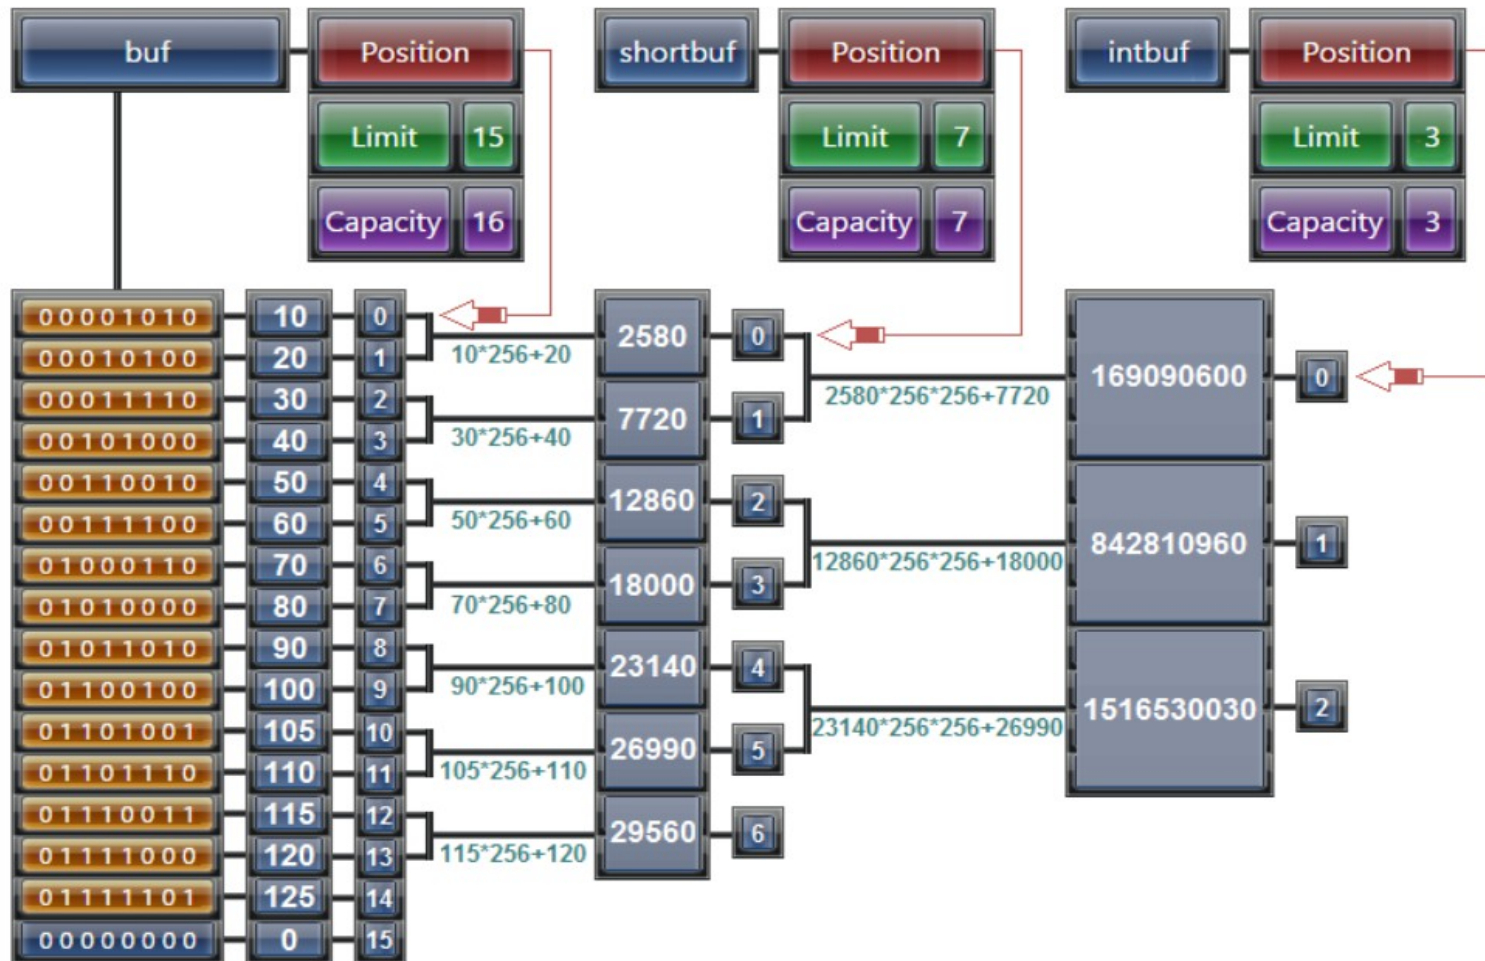 buf Position shortbuf Position intbuf Position
Limit 15 Limit 7 Limit 3
Capacity 16 Capacity 7 Capacity 3
00001010 10 0
2580 0
10*256+20
00010100 20 1
169090600 0
2580*256*256+7720
00011110 30 2
7720 1
30*256+40
00101000 40 3
00110010 50 4
12860 2
50*256+60
00111100 60 5
842810960 1
12860*256*256+18000
01000110 70 6
18000 3
70*256+80
01010000 80 7
01011010 90 8
23140 4
90*256+100
01100100 100 9
1516530030 2
23140*256*256+26990
01101001 105 10
26990 5
105*256+110
01101110 110 11
01110011 115 12
29560 6
115*256+120
01111000 120 13
01111101 125 14
00000000 0 15